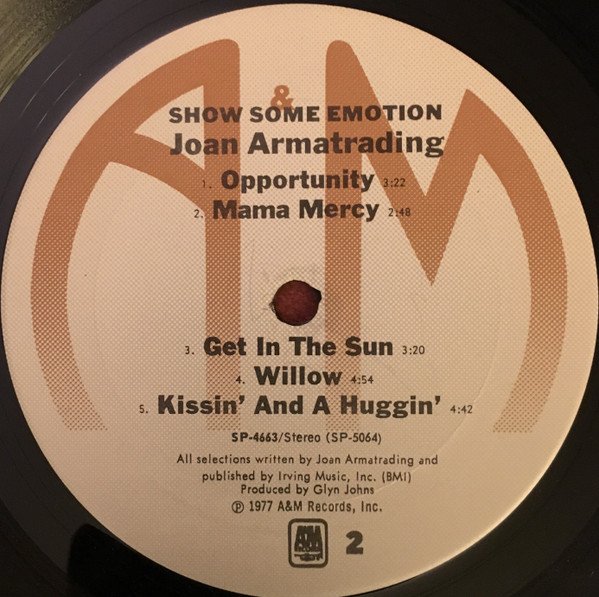 A&M
SHOW SOME EMOTION
Joan Armatrading
1. Opportunity 3:22
2. Mama Mercy 2:48
3. Get In The Sun 3:20
4. Willow 4:54
5. Kissin' And A Huggin' 4:42
SP-4663/Stereo (SP-5064)
All selections written by Joan Armatrading and
published by Irving Music, Inc. (BMI)
Produced by Glyn Johns
℗ 1977 A&M Records, Inc.
A&M 2